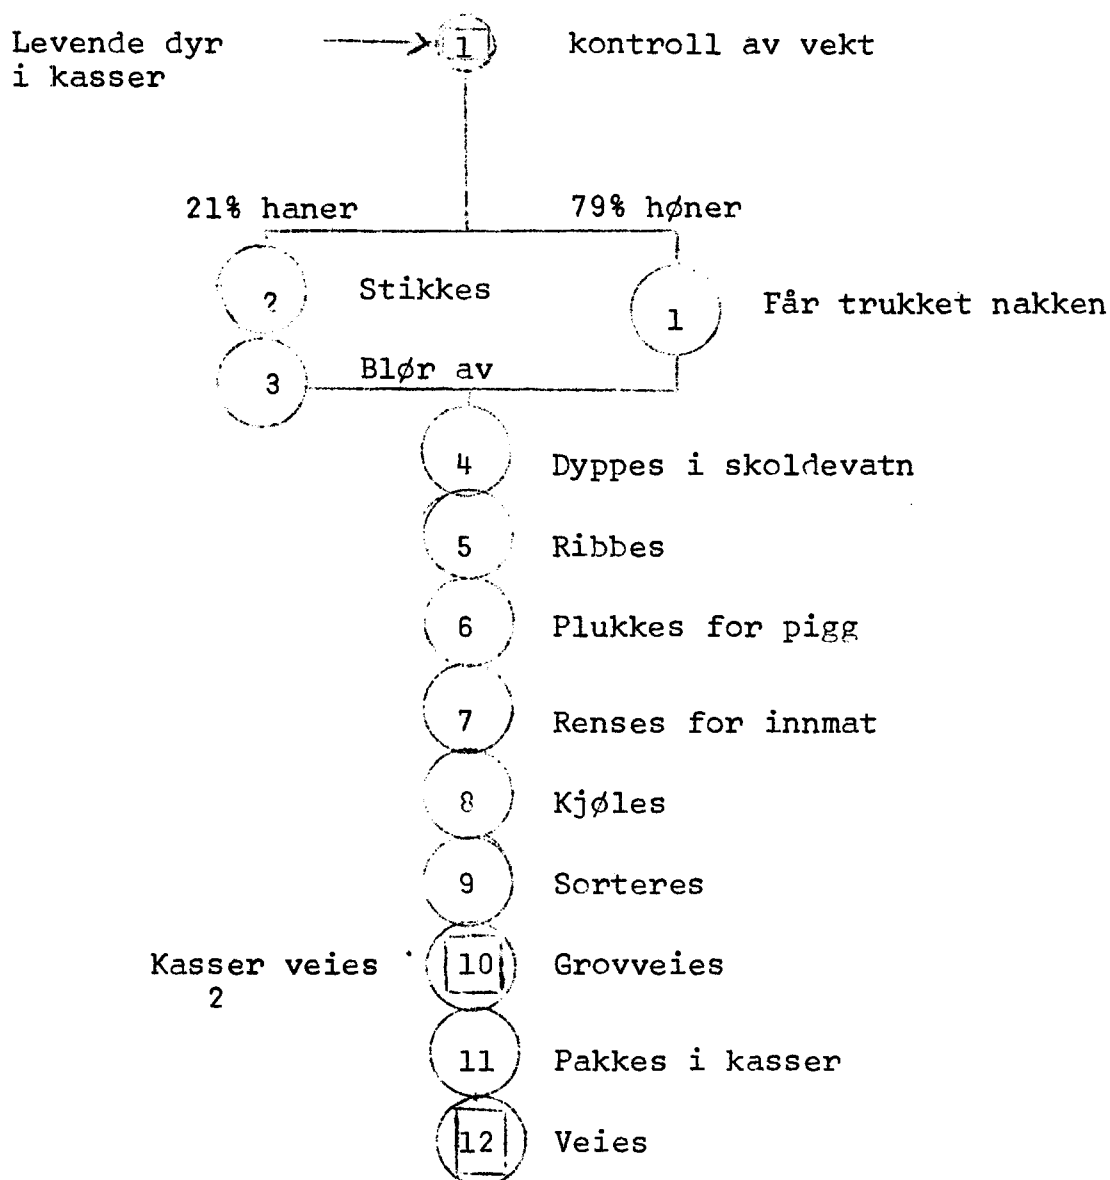 Levende dyr
i kasser
1
kontroll av vekt
21% haner
79% høner
2
Stikkes
1
Får trukket nakken
3
Blør av
4 Dyppes i skoldevatn
5 Ribbes
6 Plukkes for pigg
7 Renses for innmat
8 Kjøles
9 Sorteres
Kasser veies
2
10 Grovveies
11 Pakkes i kasser
12 Veies